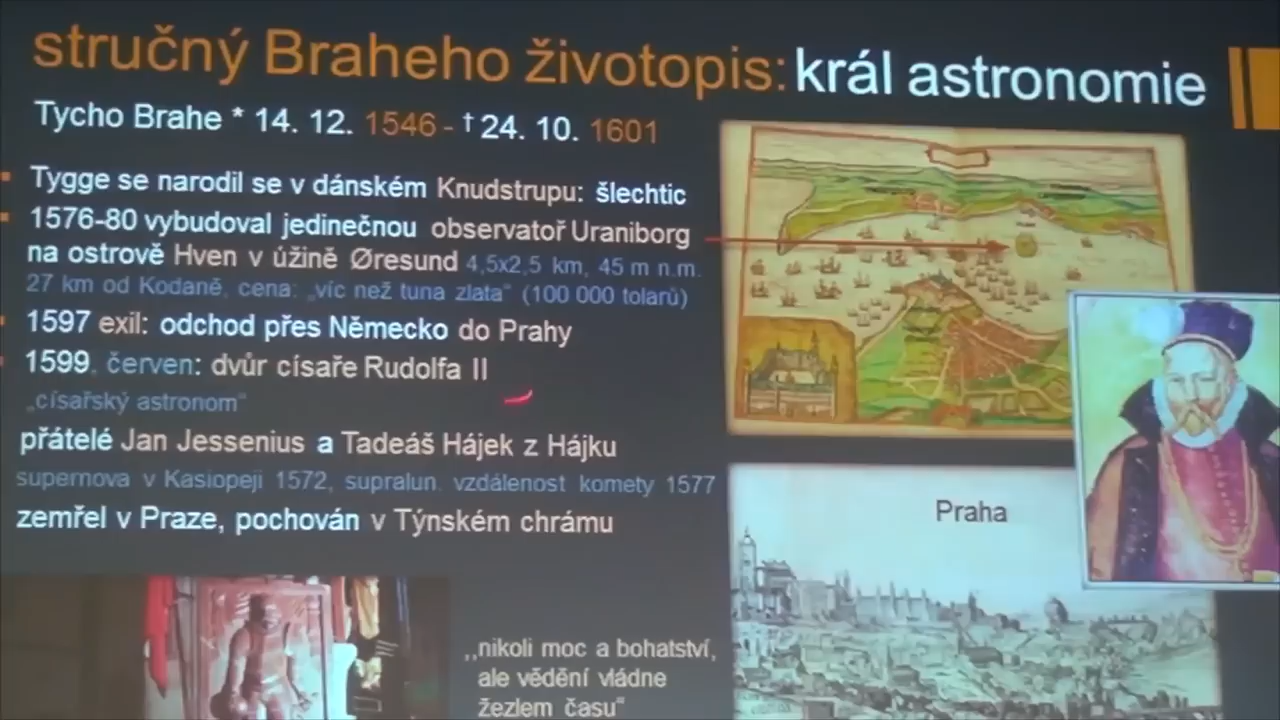 stručný Braheho životopis: král astronomie
Tycho Brahe * 14. 12. 1546 - † 24. 10. 1601
Tygge se narodil se v dánském Knudstrupu: šlechtic
1576-80 vybudoval jedinečnou observatoř Uraniborg
na ostrově Hven v úžině Øresund 4,5x2,5 km, 45 m n.m.
27 km od Kodaně, cena: „víc než tuna zlata“ (100 000 tolarů)
1597 exil: odchod přes Německo do Prahy
1599. červen: dvůr císaře Rudolfa II
„císařský astronom“
přátelé Jan Jessenius a Tadeáš Hájek z Hájku
supernova v Kasiopeji 1572, supralun. vzdálenost komety 1577
zemřel v Praze, pochován v Týnském chrámu
Praha
,,nikoli moc a bohatství,
ale vědění vládne
žezlem času“